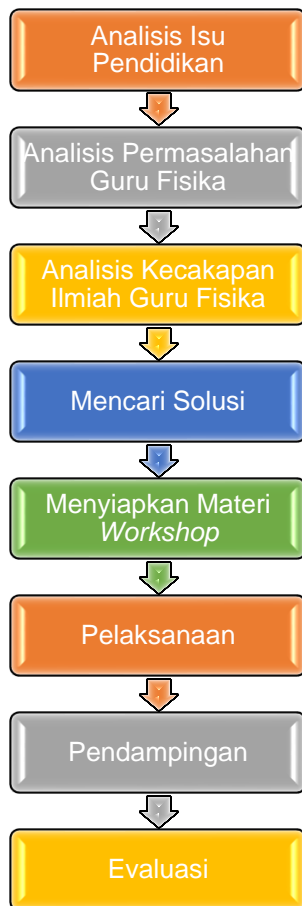 Analisis Isu
Pendidikan
Analisis Permasalahan
Guru Fisika
Analisis Kecakapan
Ilmiah Guru Fisika
Mencari Solusi
Menyiapkan Materi
Workshop
Pelaksanaan
Pendampingan
Evaluasi